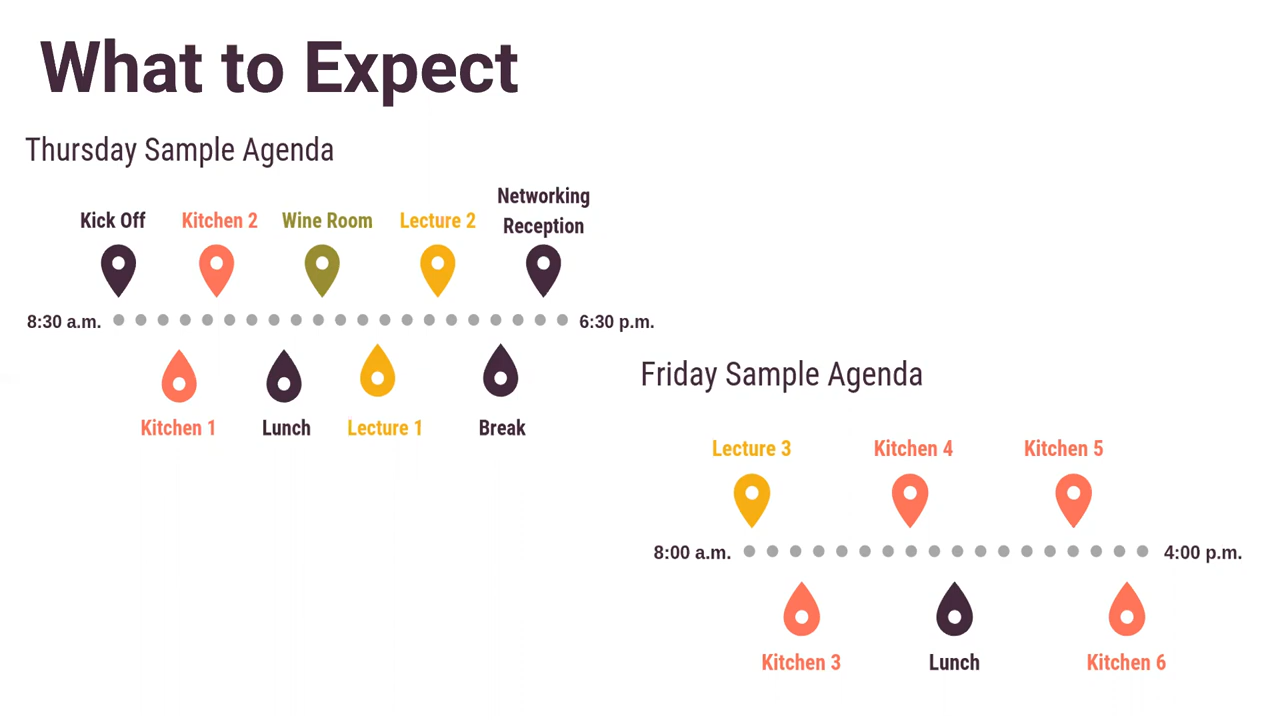 What to Expect
Thursday Sample Agenda
Networking
Kick Off Kitchen 2 Wine Room Lecture 2 Reception
8:30 a.m. 6:30 p.m.
Kitchen 1 Lunch Lecture 1 Break
Friday Sample Agenda
Lecture 3 Kitchen 4 Kitchen 5
8:00 a.m. 4:00 p.m.
Kitchen 3 Lunch Kitchen 6